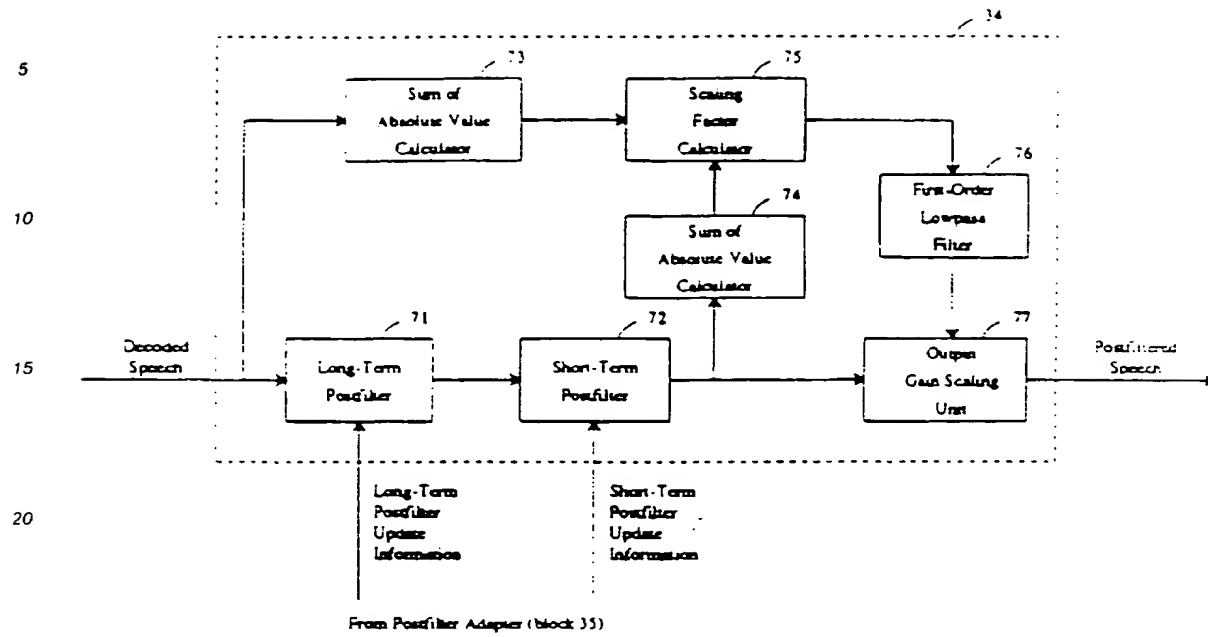 34
5
73
75
Sum of
Absolute Value
Calculator
Scaling
Factor
Calculator
76
First-Order
Lowpass
Filter
10
74
Sum of
Absolute Value
Calculator
71
72
77
Decoded
Speech
15
Long-Term
Postfilter
Short-Term
Postfilter
Output
Gain Scaling
Unit
Postfiltered
Speech
Long-Term
Postfilter
Update
Information
Short-Term
Postfilter
Update
Information
20
From Postfilter Adapter (block 35)